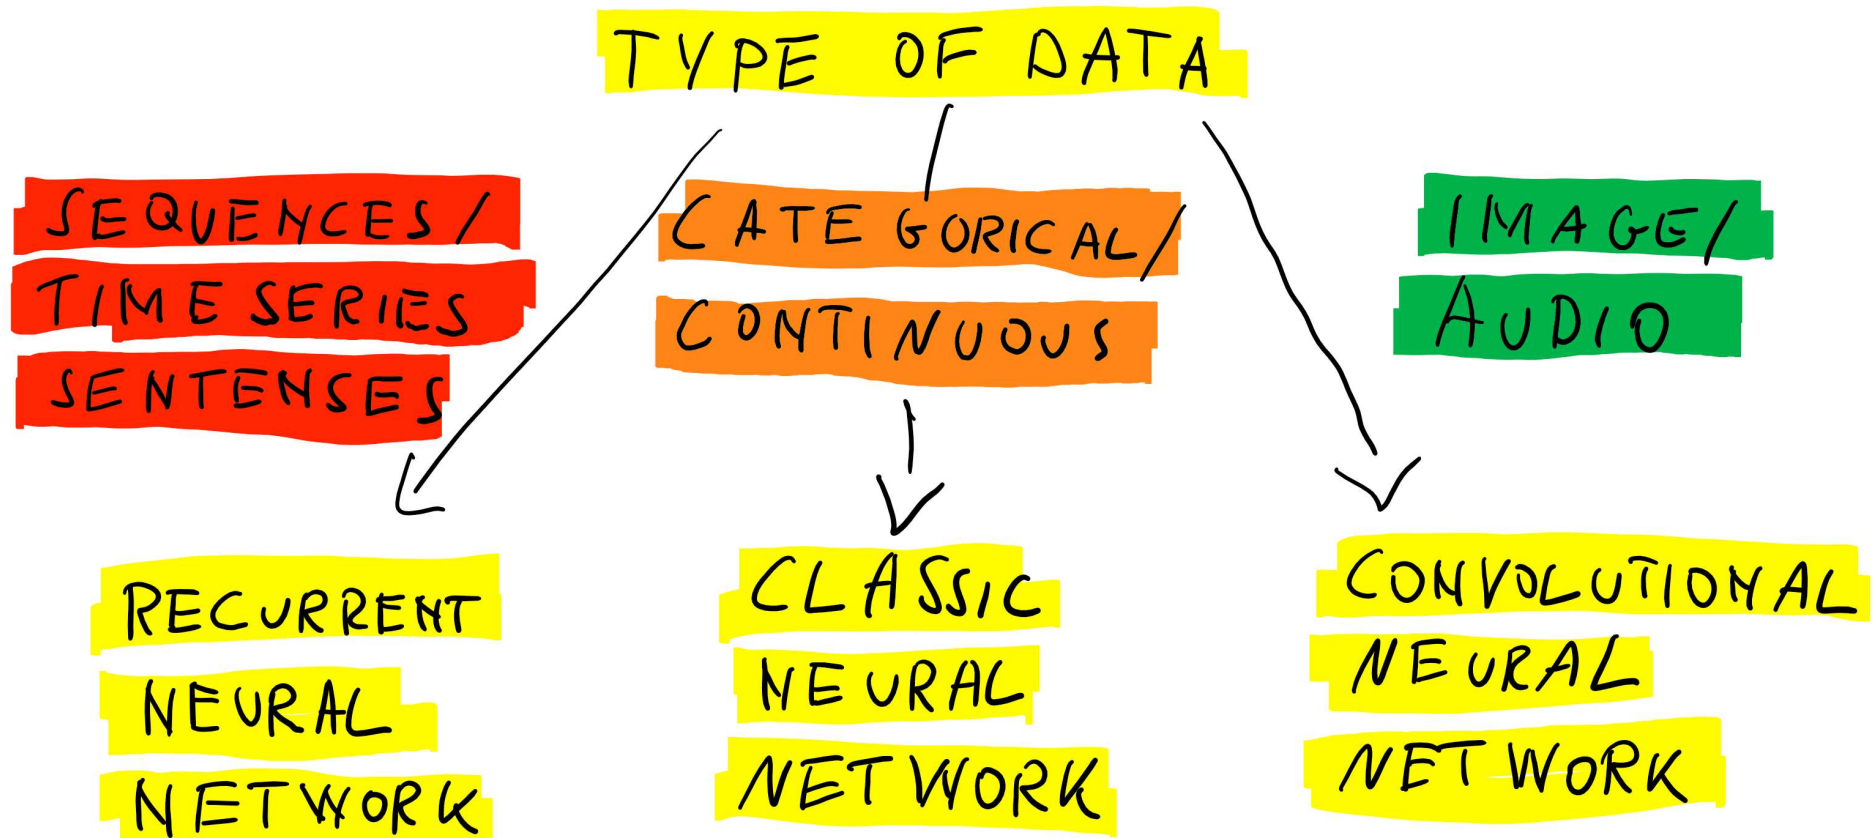 TYPE OF DATA
SEQUENCES/
TIME SERIES
SENTENSES
CATEGORICAL/
CONTINUOUS
IMAGE/
AUDIO
RECURRENT
NEURAL
NETWORK
CLASSIC
NEURAL
NETWORK
CONVOLUTIONAL
NEURAL
NETWORK